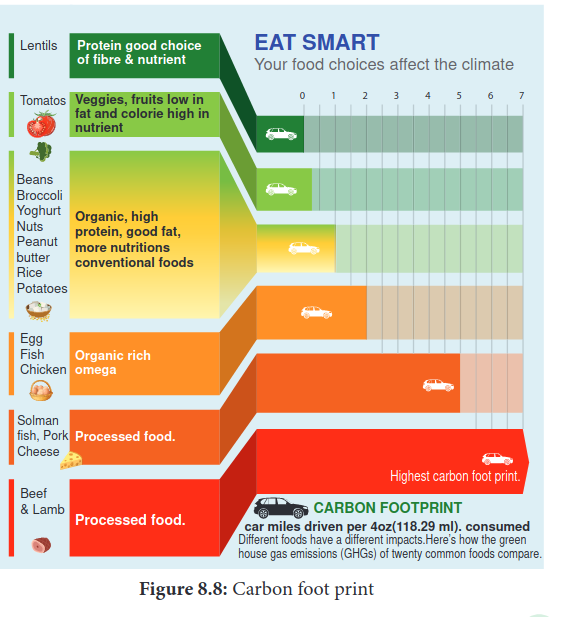 EAT SMART
Your food choices affect the climate
0 1 2 3 4 5 6 7
Lentils
Protein good choice
of fibre & nutrient
Tomatos
Veggies, fruits low in
fat and colorie high in
nutrient
Beans
Broccoli
Yoghurt
Nuts
Peanut
butter
Rice
Potatoes
Organic, high
protein, good fat,
more nutritions
conventional foods
Egg
Fish
Chicken
Organic rich
omega
Solman
fish, Pork
Cheese
Processed food.
Beef
& Lamb
Processed food.
Highest carbon foot print.
CARBON FOOTPRINT
car miles driven per 4oz(118.29 ml). consumed
Different foods have a different impacts.Here's how the green
house gas emissions (GHGs) of twenty common foods compare.
Figure 8.8: Carbon foot print